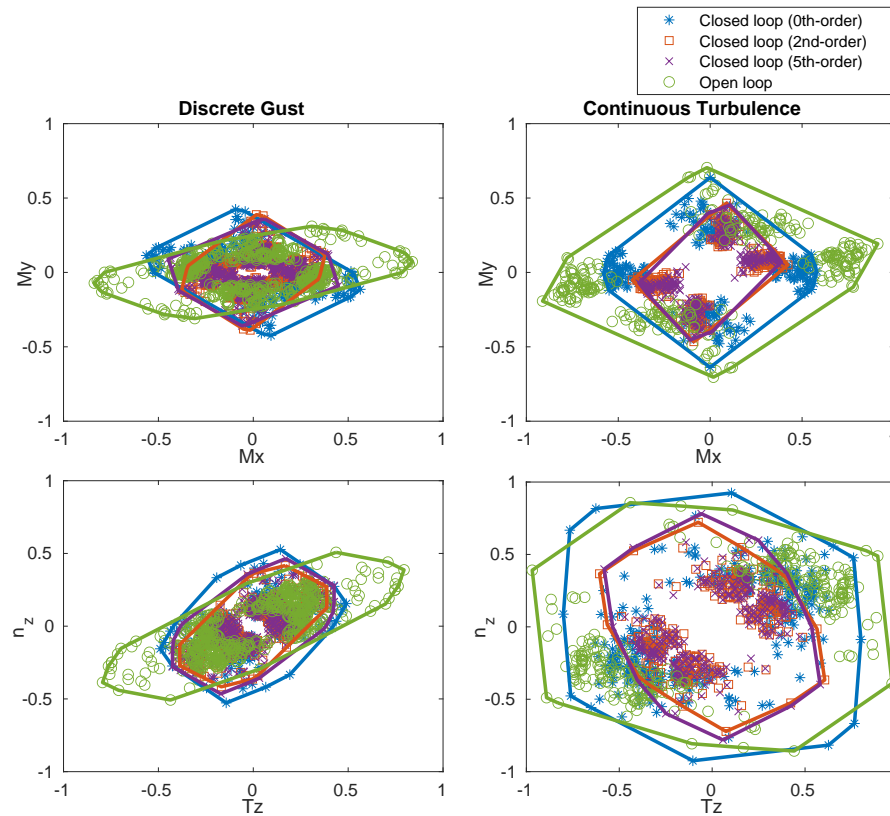 Closed loop (0th-order)
Closed loop (2nd-order)
Closed loop (5th-order)
Open loop
Discrete Gust
Continuous Turbulence
1
0.5
0
-0.5
-1
My
-1
-0.5
0
0.5
1
Mx
1
0.5
0
-0.5
-1
My
-1
-0.5
0
0.5
Mx
1
0.5
0
-0.5
-1
n_z
-1
-0.5
0
0.5
1
Tz
1
0.5
0
-0.5
-1
n_z
-1
-0.5
0
0.5
1
Tz